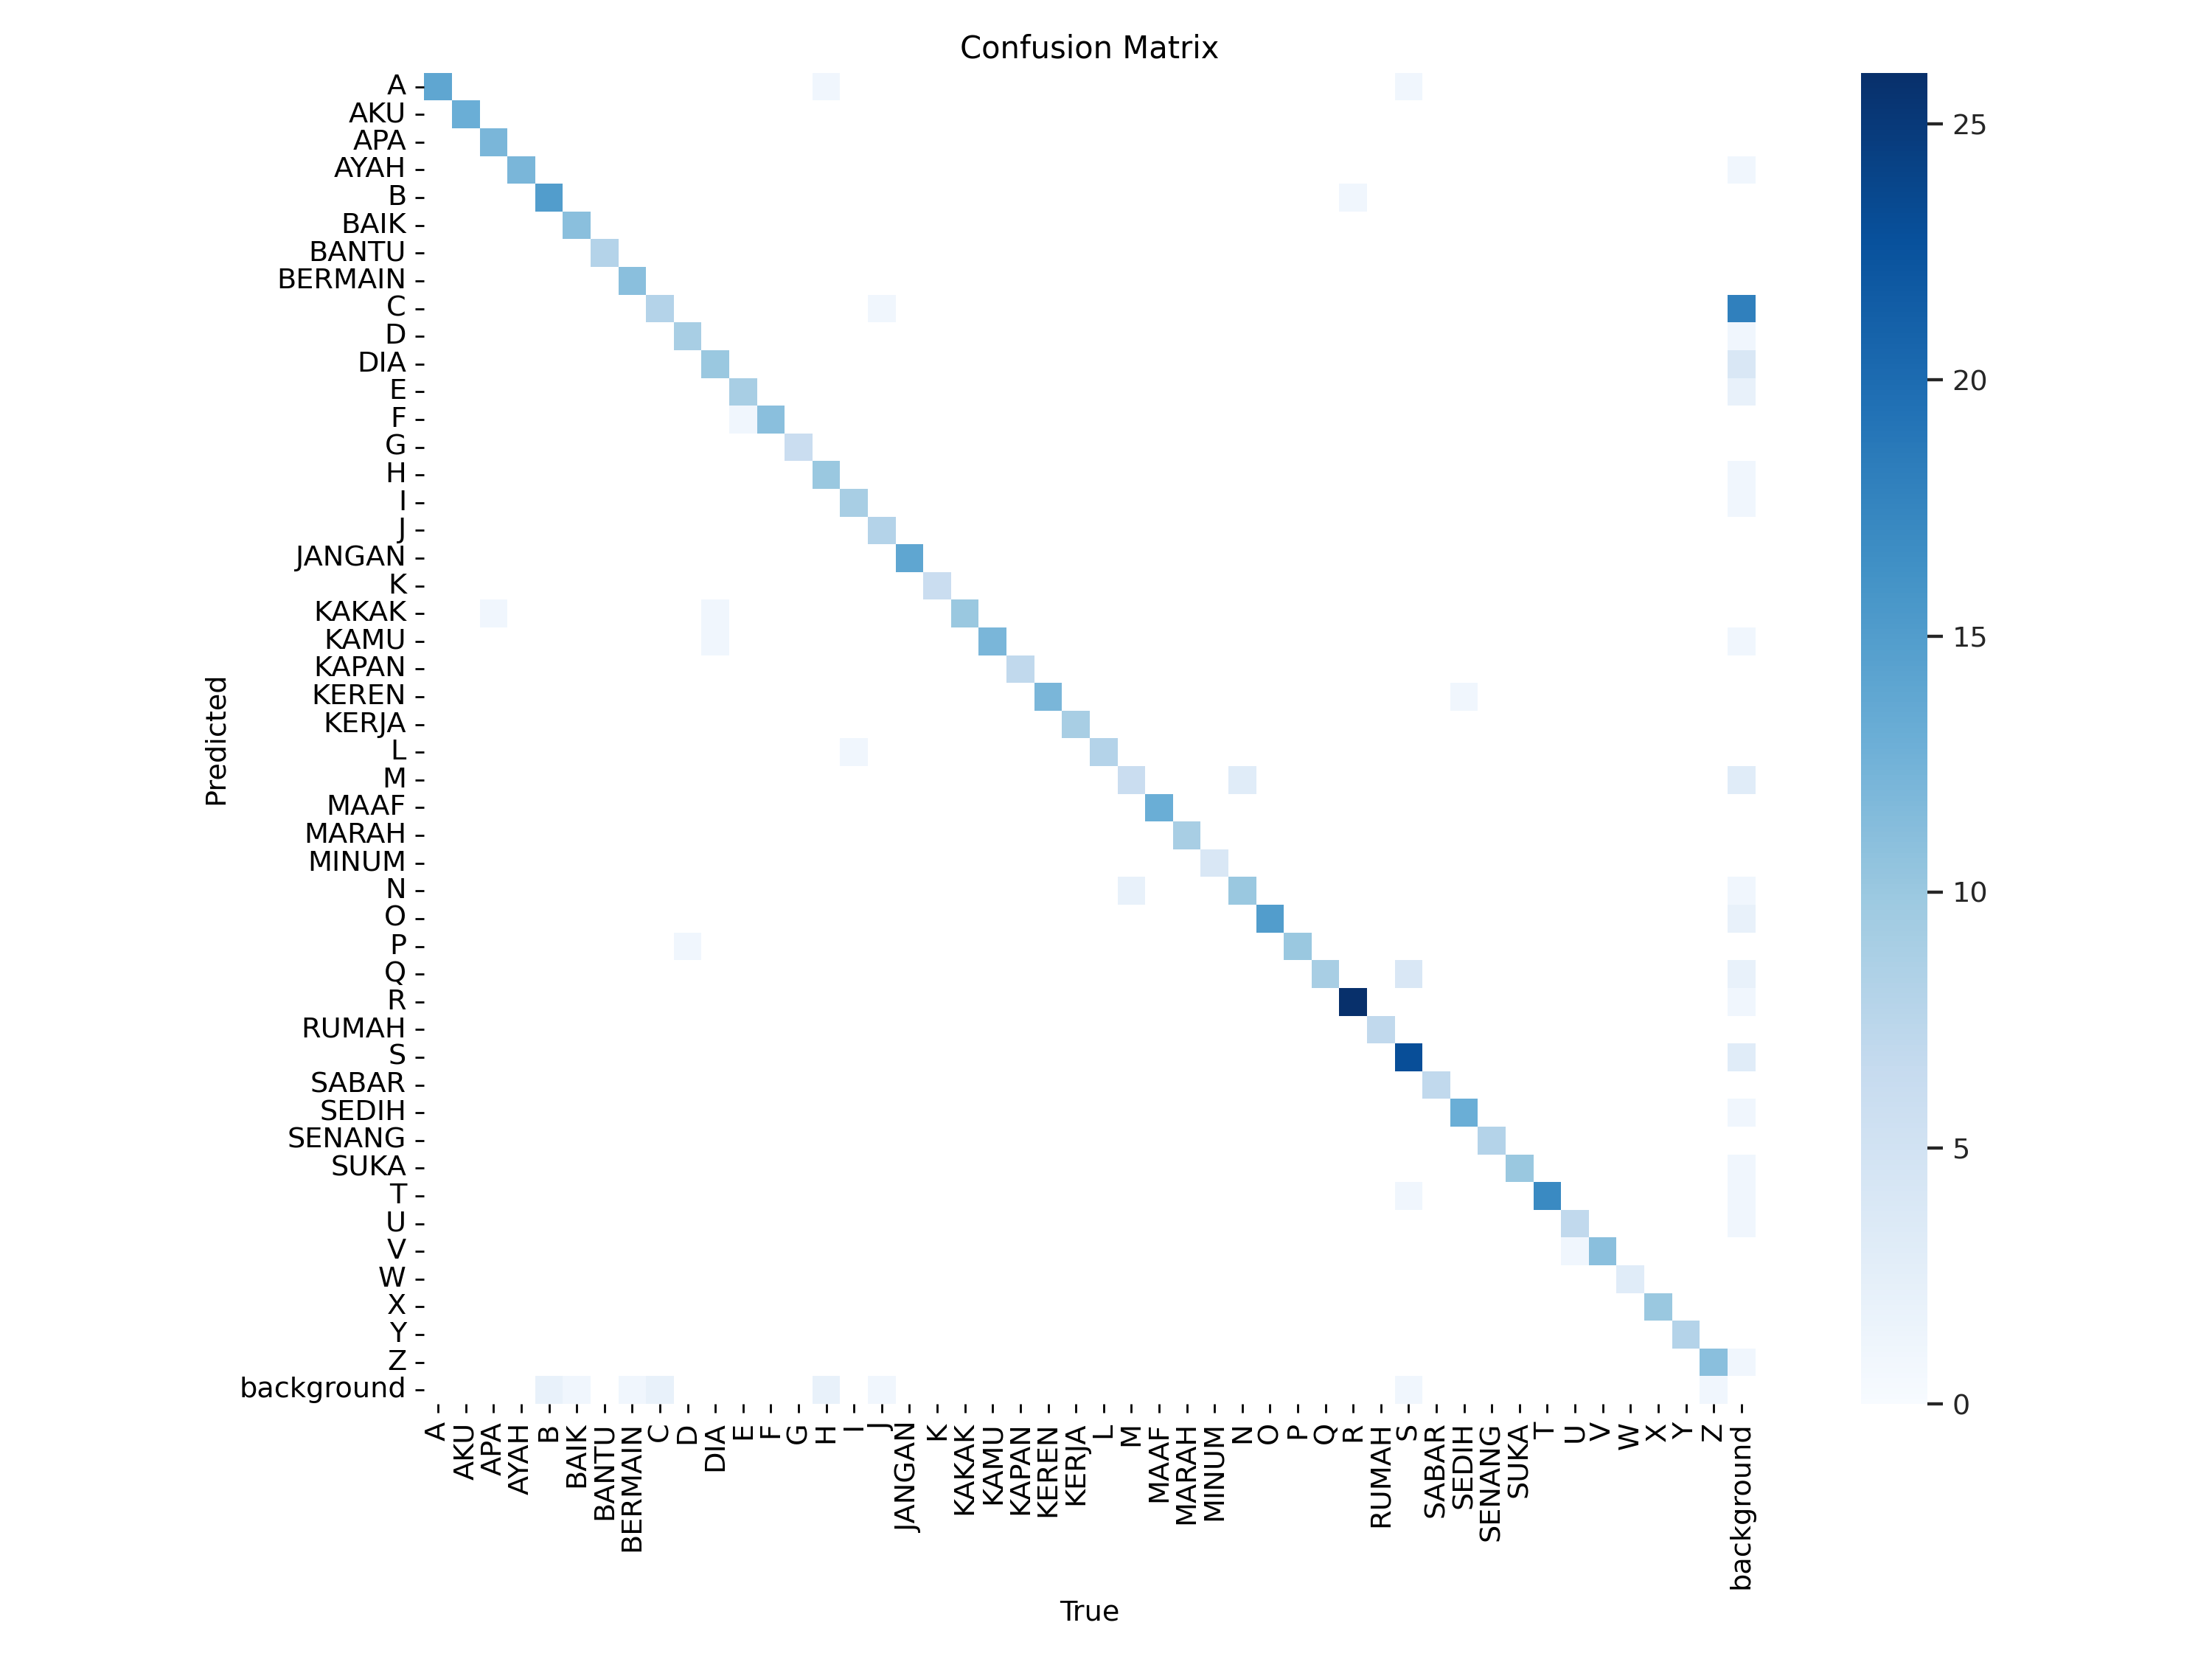 Confusion Matrix
A
AKU
APA
AYAH
B
BAIK
BANTU
BERMAIN
C
D
DIA
E
F
G
H
I
J
JANGAN
K
KAKAK
KAMU
KAPAN
KEREN
KERJA
L
M
MAAF
MARAH
MINUM
N
O
P
Q
R
RUMAH
S
SABAR
SEDIH
SENANG
SUKA
T
U
V
W
X
Y
Z
background
Predicted
A AKU APA AYAH B BAIK BANTU BERMAIN C D DIA E F G H I J JANGAN K KAKAK KAMU KAPAN KEREN KERJA L M MAAF MARAH MINUM N O P Q R RUMAH S SABAR SEDIH SENANG SUKA T U V W X Y Z background
True
25
20
15
10
5
0